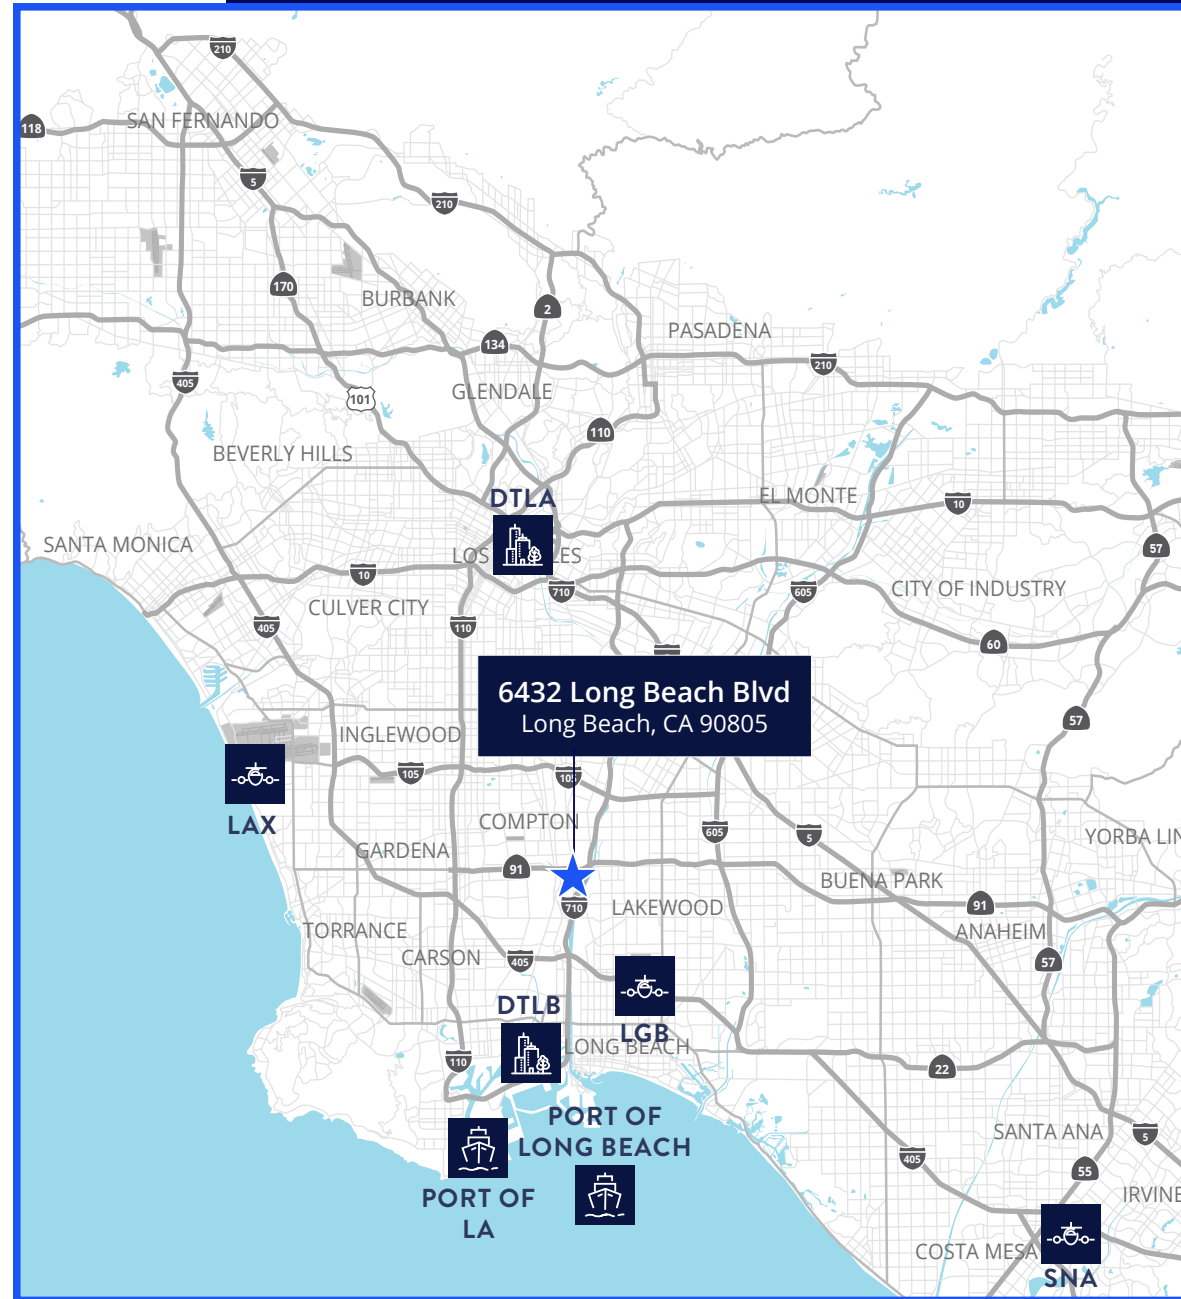 210
118
SAN FERNANDO
5
210
170
BURBANK
2
134
PASADENA
210
405
101
GLENDALE
110
BEVERLY HILLS
DTLA
EL MONTE
10
SANTA MONICA
LOS
ES
57
10
710
605
CITY OF INDUSTRY
CULVER CITY
405
110
60
6432 Long Beach Blvd
Long Beach, CA 90805
57
INGLEWOOD
105
105
LAX
COMPTON
605
5
YORBA LIN
GARDENA
91
BUENA PARK
710
LAKEWOOD
91
TORRANCE
ANAHEIM
CARSON
405
57
DTLB
LGB
LONG BEACH
110
22
PORT OF
LONG BEACH
SANTA ANA
5
405
55
PORT OF
LA
IRVINE
COSTA MESA
SNA